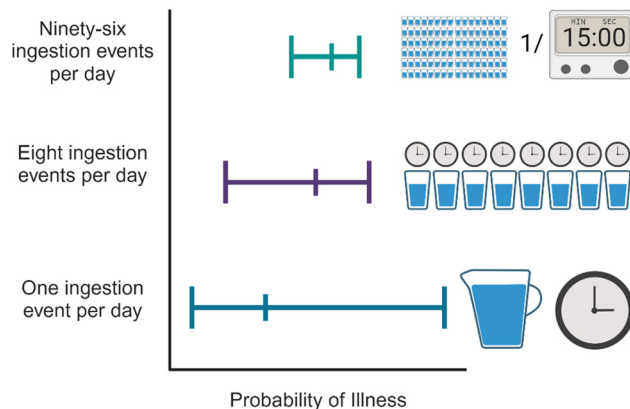 Ninety-six
ingestion events
per day
1/
MIN SEC
15:00
Eight ingestion
events per day
One ingestion
event per day
Probability of Illness